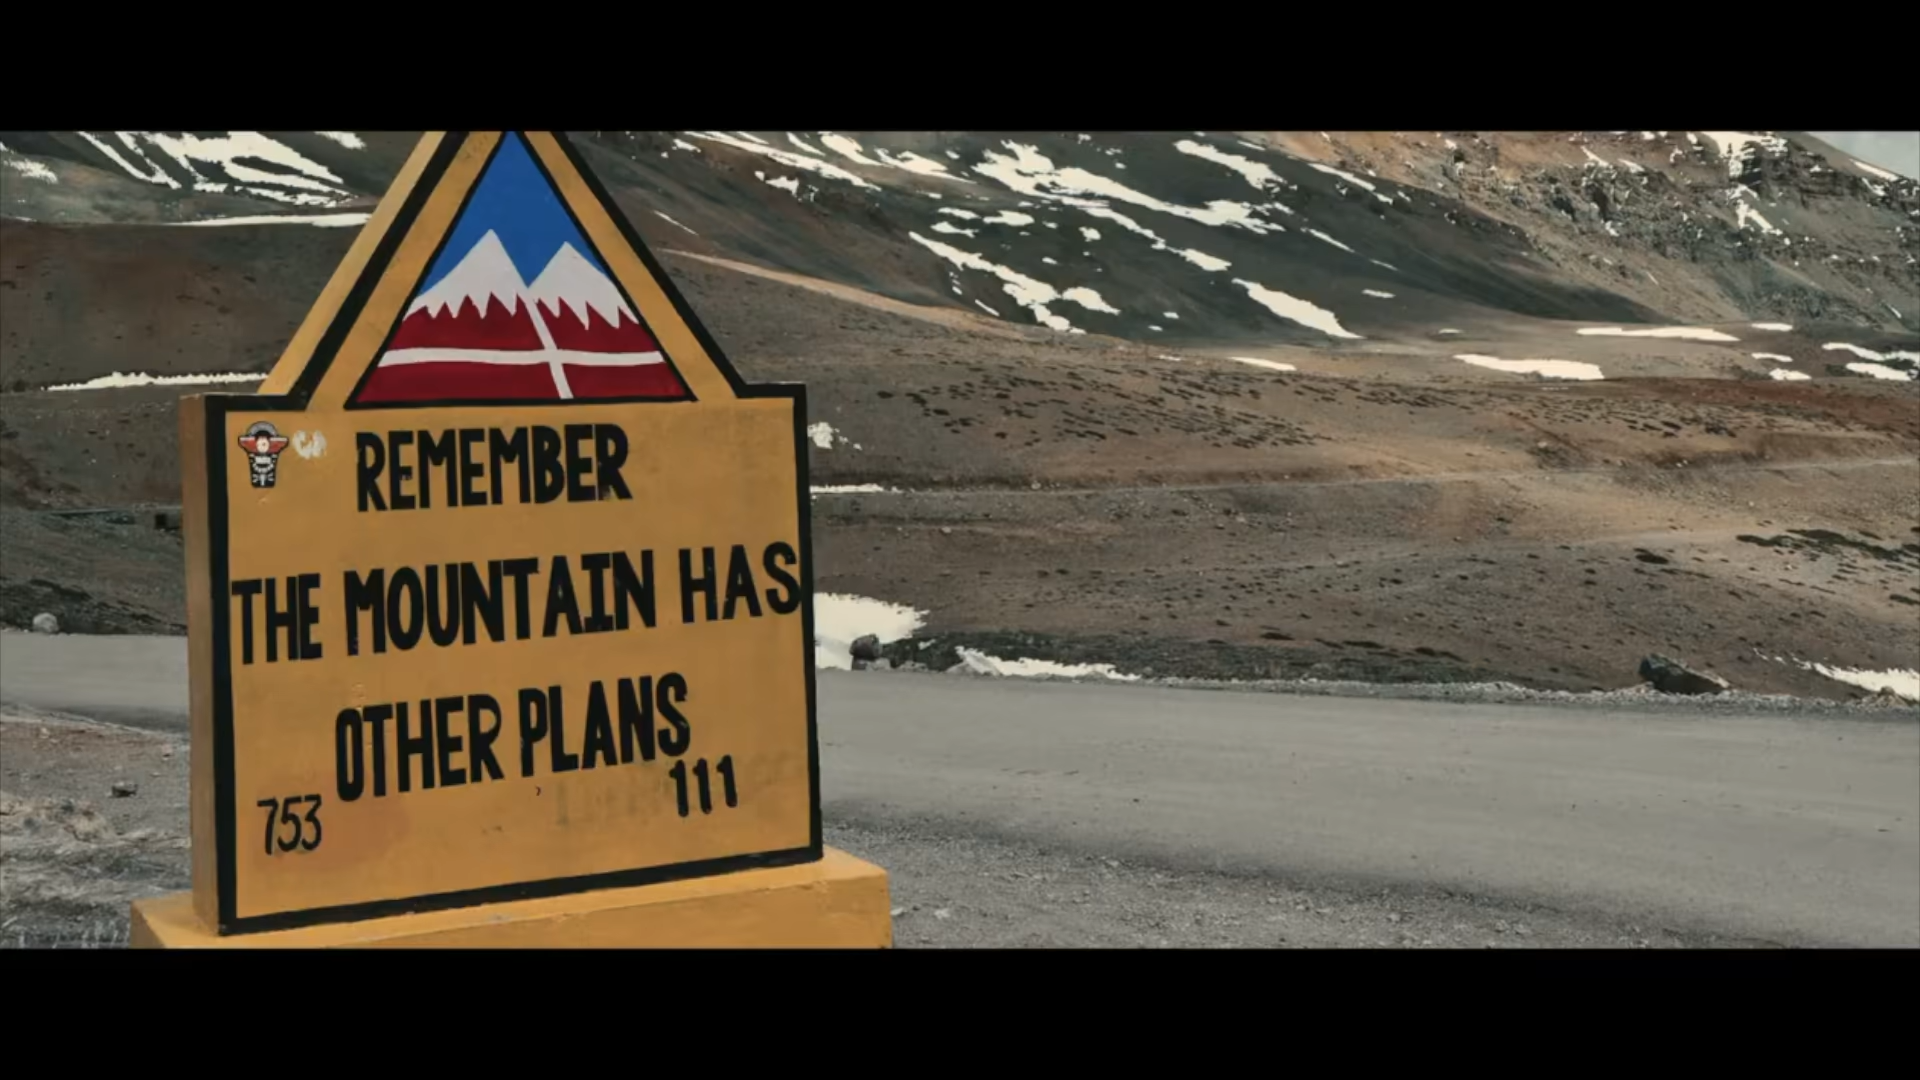 REMEMBER
THE MOUNTAIN HAS
OTHER PLANS
753
111